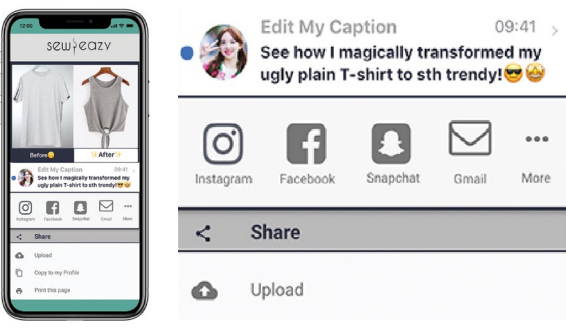 12:00
sew eazy
Before😔
✨After✨
Edit My Caption 09:41
See how I magically transformed my
ugly plain T-shirt to sth trendy!😎🤩
Instagram Facebook Snapchat Gmail More
Share
Upload
Copy to my Profile
Print this page
Edit My Caption 09:41
See how I magically transformed my
ugly plain T-shirt to sth trendy!😎🤩
Instagram Facebook Snapchat Gmail More
Share
Upload